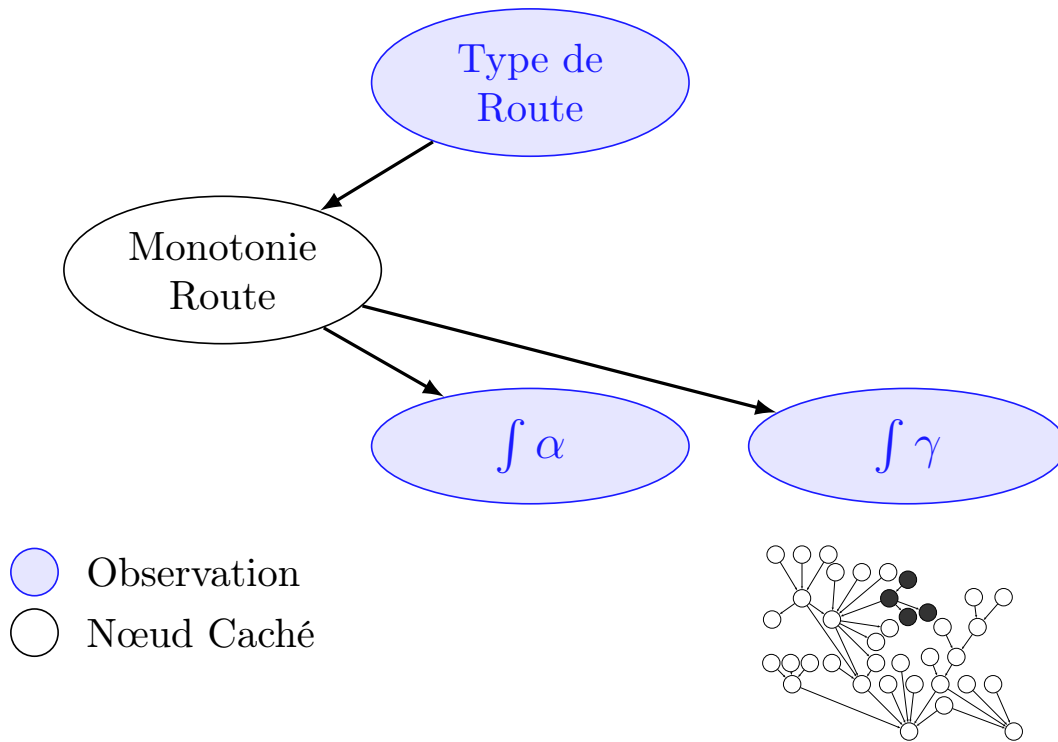 Type de
Route
Monotonie
Route
∫ α
∫ γ
Observation
Nœud Caché